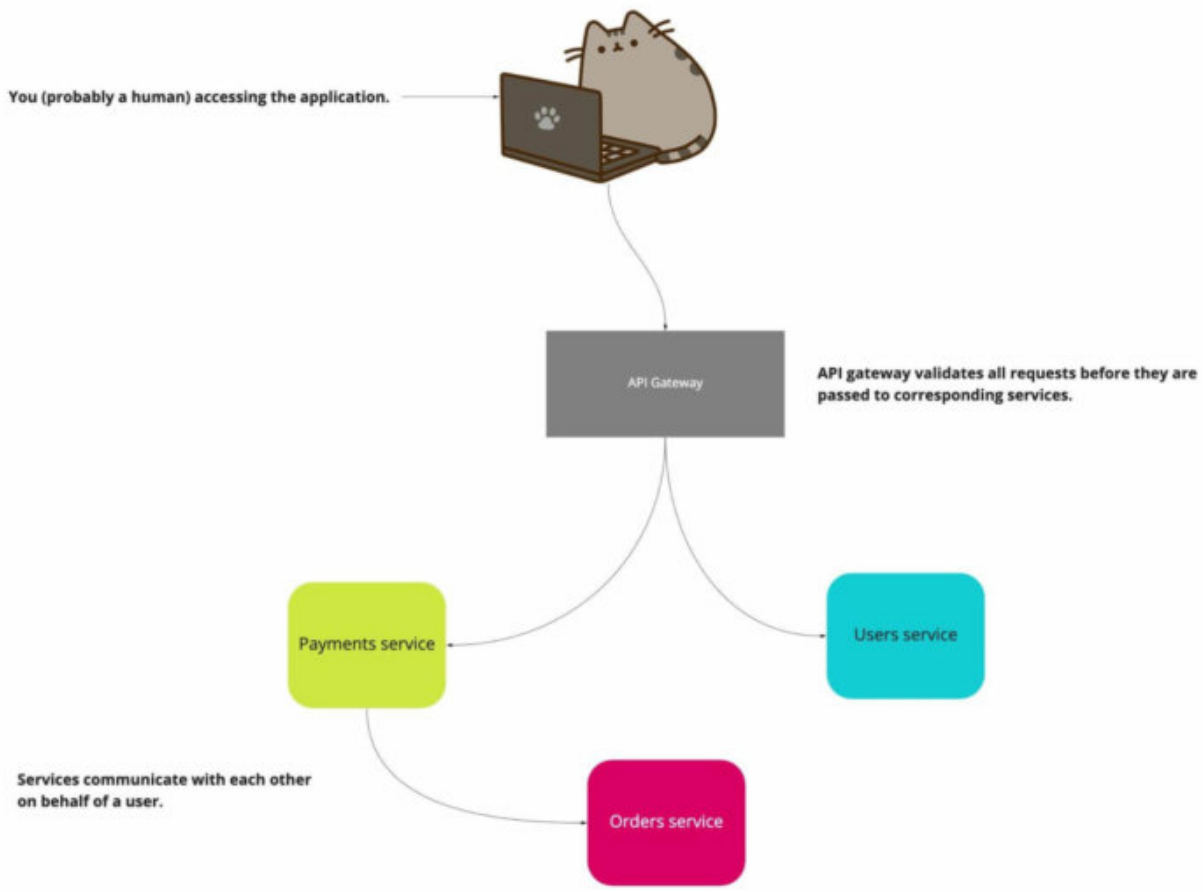 You (probably a human) accessing the application.
API Gateway
API gateway validates all requests before they are
passed to corresponding services.
Payments service
Users service
Services communicate with each other
on behalf of a user.
Orders service